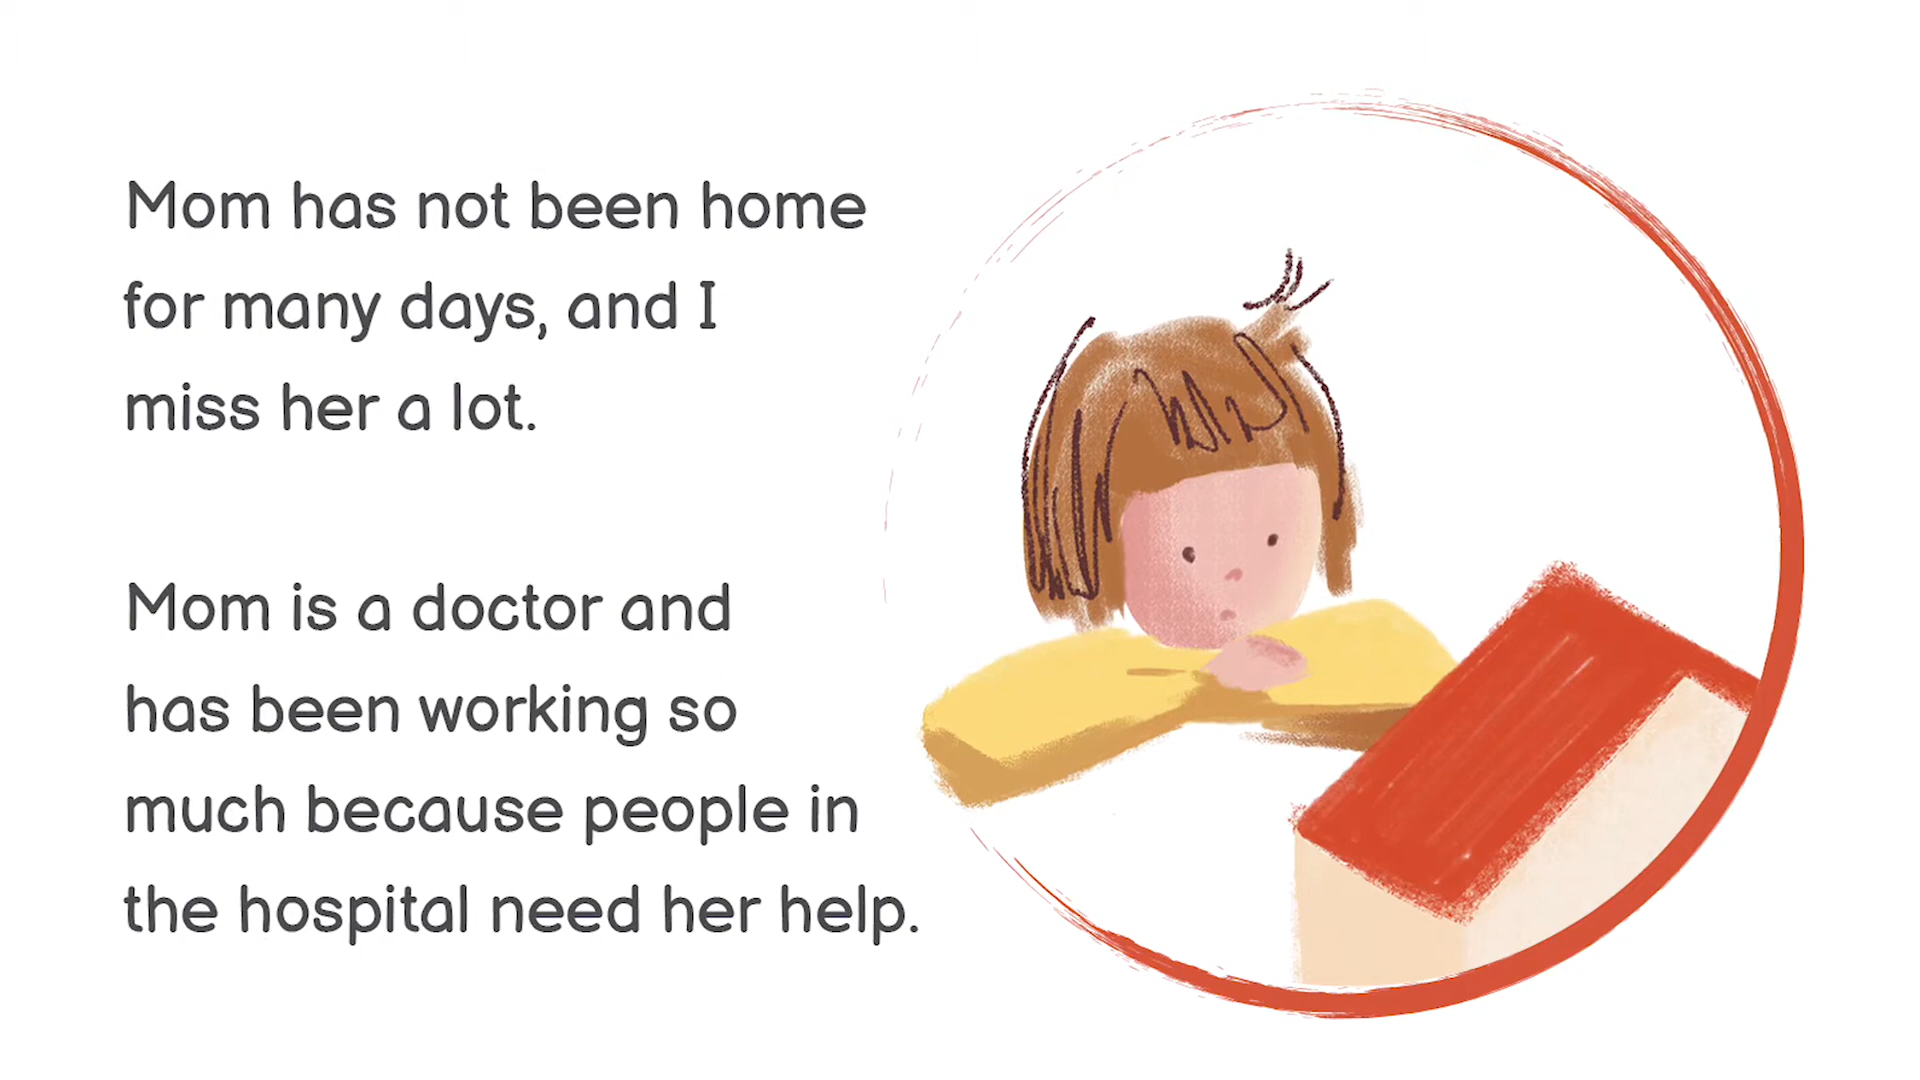 Mom has not been home
for many days, and I
miss her a lot.
Mom is a doctor and
has been working so
much because people in
the hospital need her help.